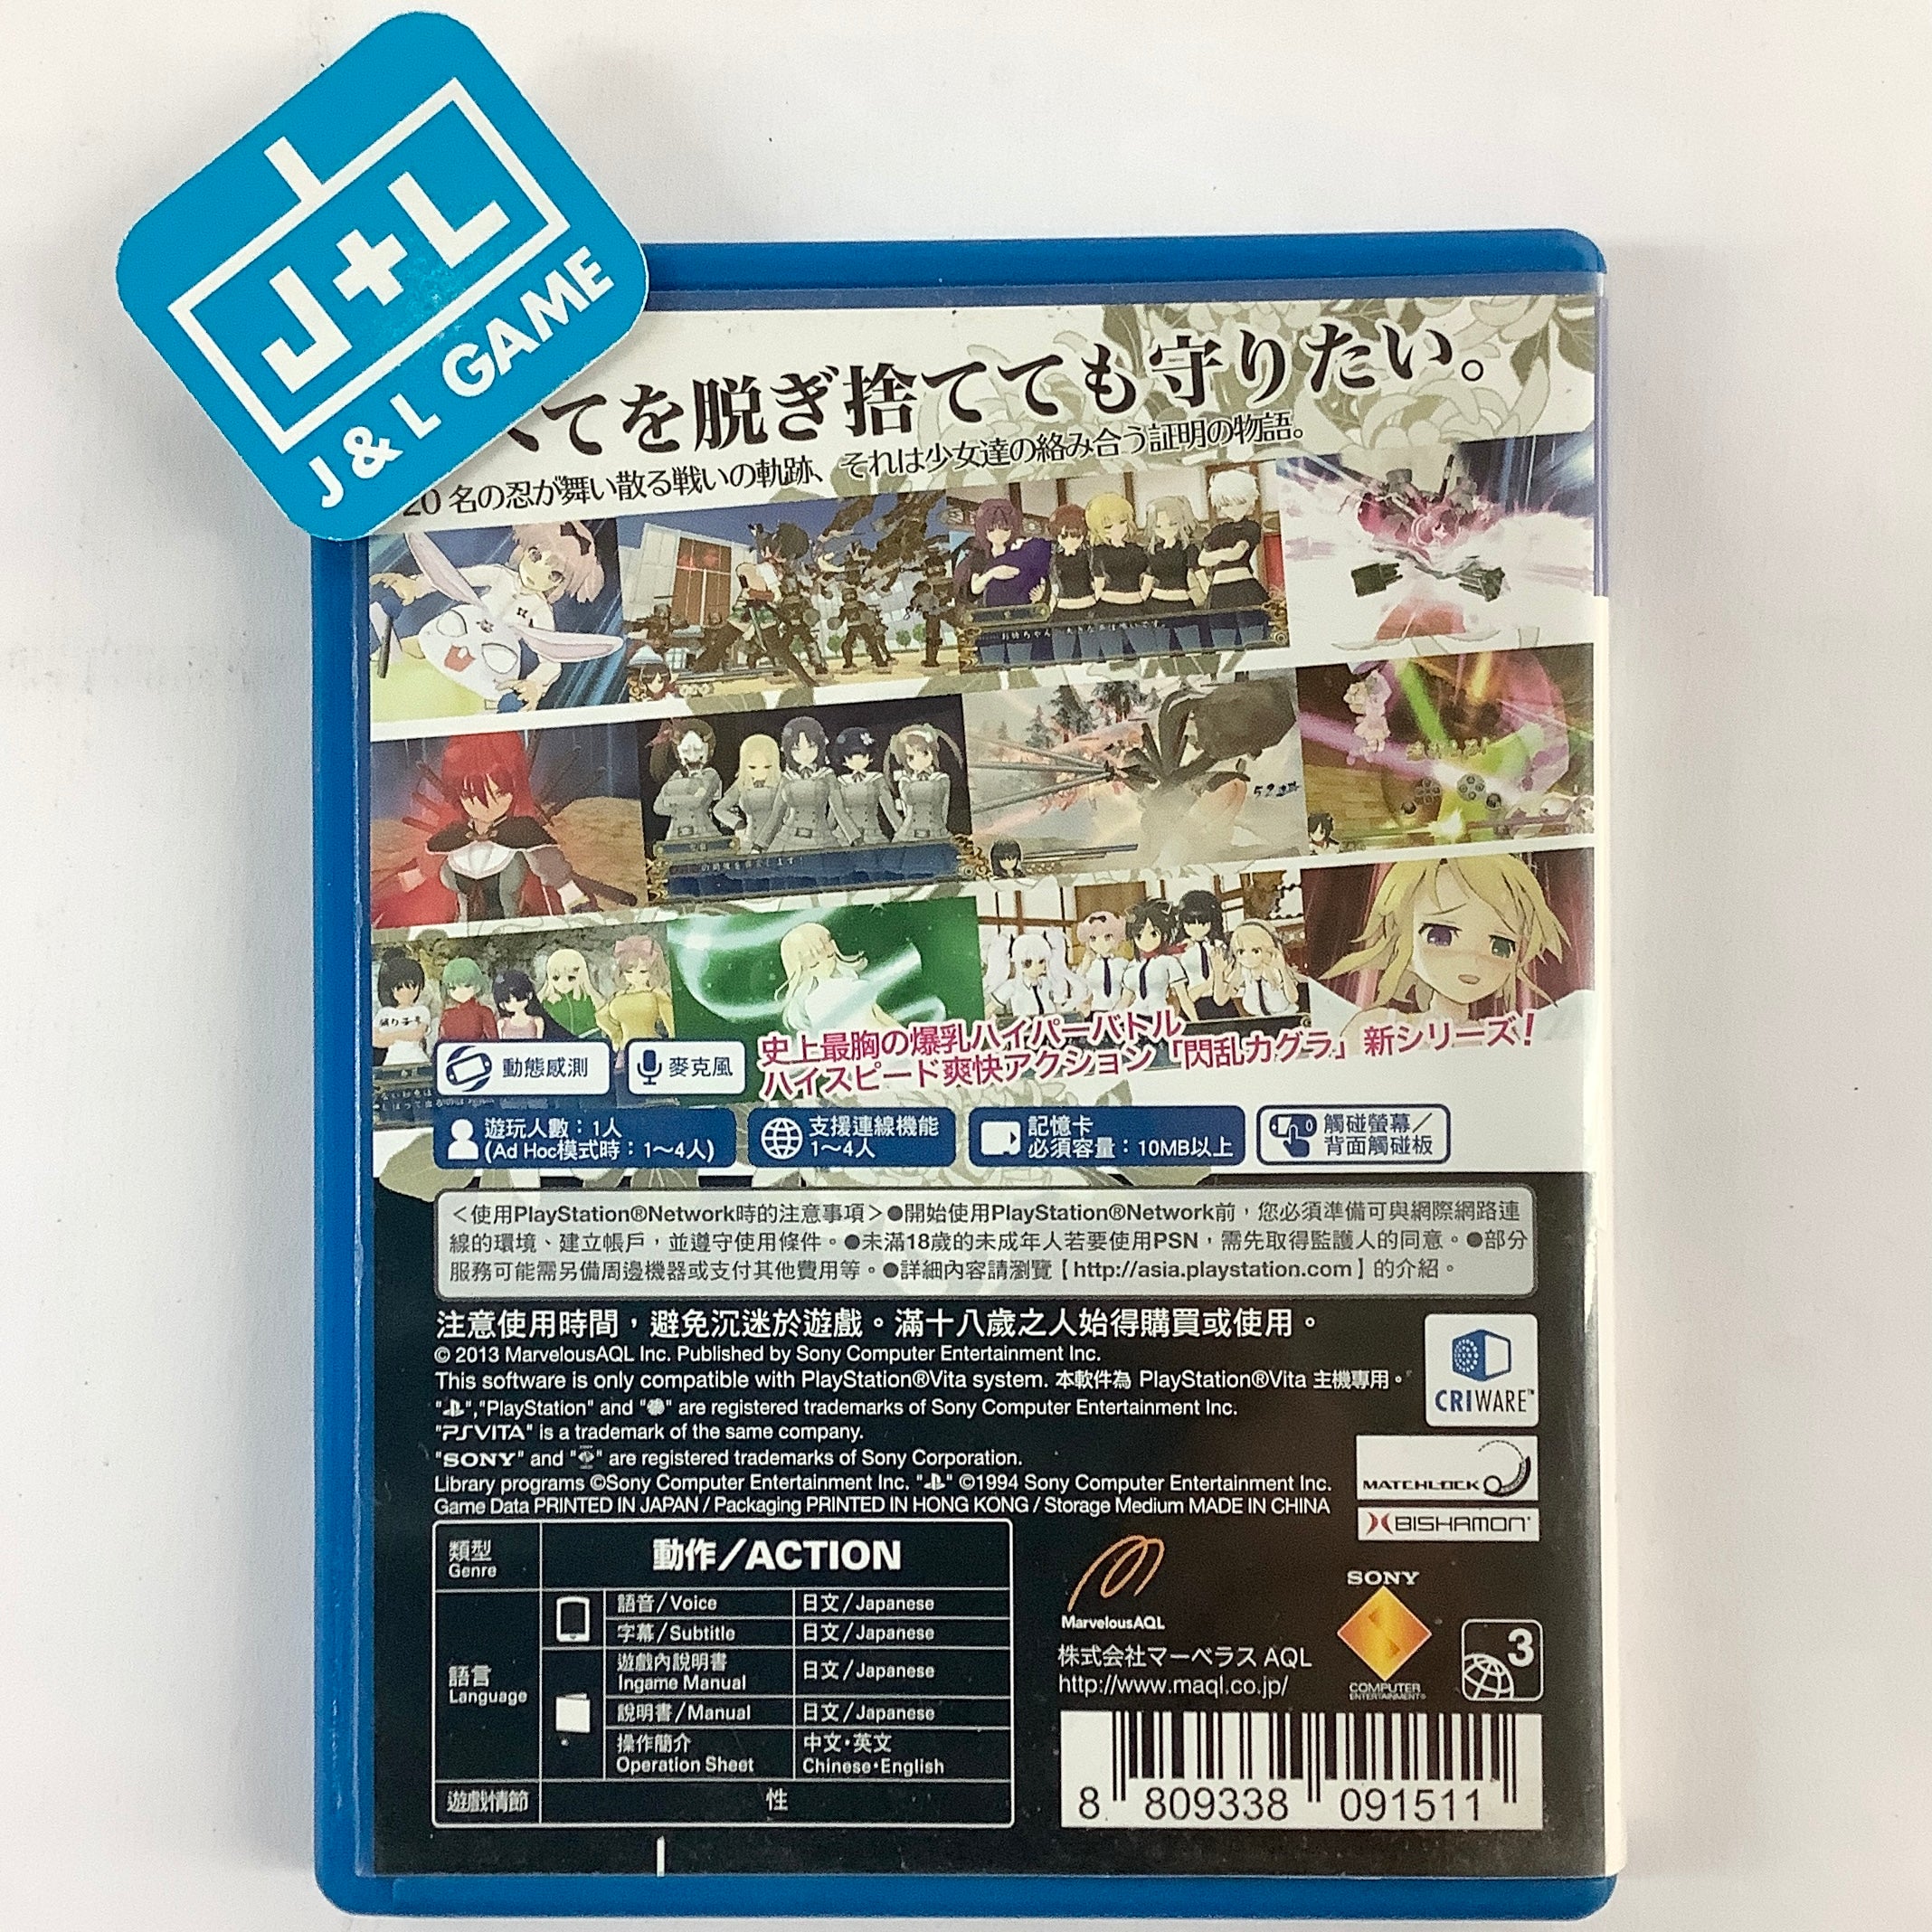 J+L
J & L GAME
てを脱ぎ捨てても守りたい。
20名の忍が舞い散る戦いの軌跡、それは少女達の絡み合う証明の物語。
史上最胸の爆乳ハイパーバトル
ハイスピード爽快アクション「閃乱カグラ」新シリーズ!
動態感測
麥克風
遊玩人數：1人
(Ad Hoc模式時：1～4人)
支援連線機能
1～4人
記憶卡
必須容量：10MB以上
觸碰螢幕／
背面觸碰板
＜使用PlayStation®Network時的注意事項＞●開始使用PlayStation®Network前，您必須準備可與網際網路連
線的環境、建立帳戶，並遵守使用條件。●未滿18歲的未成年人若要使用PSN，需先取得監護人的同意。●部分
服務可能需另備周邊機器或支付其他費用等。●詳細內容請瀏覽【http://asia.playstation.com】的介紹。
注意使用時間，避免沉迷於遊戲。滿十八歲之人始得購買或使用。
© 2013 MarvelousAQL Inc. Published by Sony Computer Entertainment Inc.
This software is only compatible with PlayStation®Vita system. 本軟件為 PlayStation®Vita 主機專用。
"","PlayStation" and "" are registered trademarks of Sony Computer Entertainment Inc.
"PSVITA" is a trademark of the same company.
"SONY" and "" are registered trademarks of Sony Corporation.
Library programs ©Sony Computer Entertainment Inc. "" ©1994 Sony Computer Entertainment Inc.
Game Data PRINTED IN JAPAN / Packaging PRINTED IN HONG KONG / Storage Medium MADE IN CHINA
CRIWARE™
MATCHLOCK
BISHAMON
類型
Genre
動作／ACTION
語言
Language
語音/Voice
日文/Japanese
字幕/Subtitle
日文/Japanese
遊戲內說明書
Ingame Manual
日文/Japanese
說明書/Manual
日文/Japanese
操作簡介
Operation Sheet
中文・英文
Chinese・English
遊戲情節
性
MarvelousAQL
株式会社マーベラス AQL
http://www.maql.co.jp/
SONY
COMPUTER
ENTERTAINMENT®
3
8 809338 091511